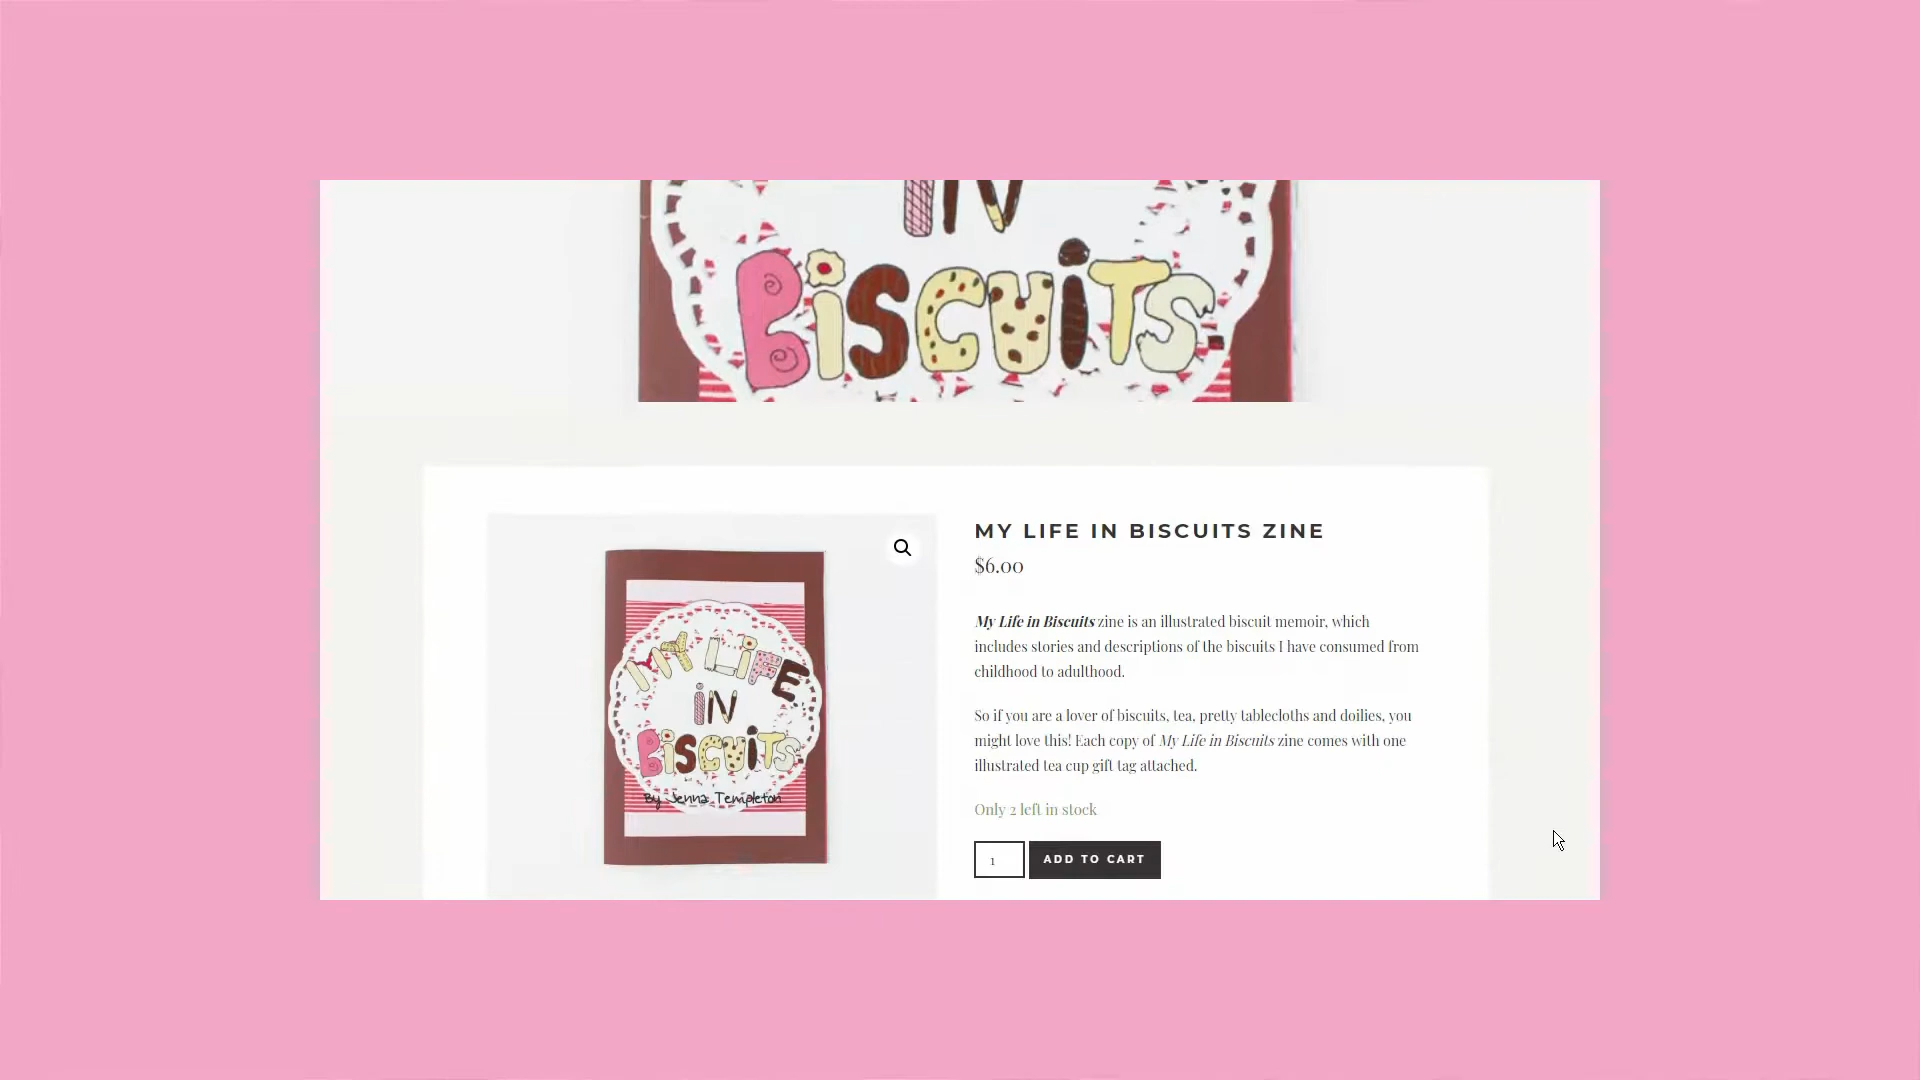 IN
BISCUITS.
MY LIFE IN BISCUITS ZINE
$6.00
My Life in Biscuits zine is an illustrated biscuit memoir, which
includes stories and descriptions of the biscuits I have consumed from
childhood to adulthood.
So if you are a lover of biscuits, tea, pretty tablecloths and doilies, you
might love this! Each copy of My Life in Biscuits zine comes with one
illustrated tea cup gift tag attached.
Only 2 left in stock
1
ADD TO CART
MY LIFE
IN
BISCUITS.
By Jenna Templeton